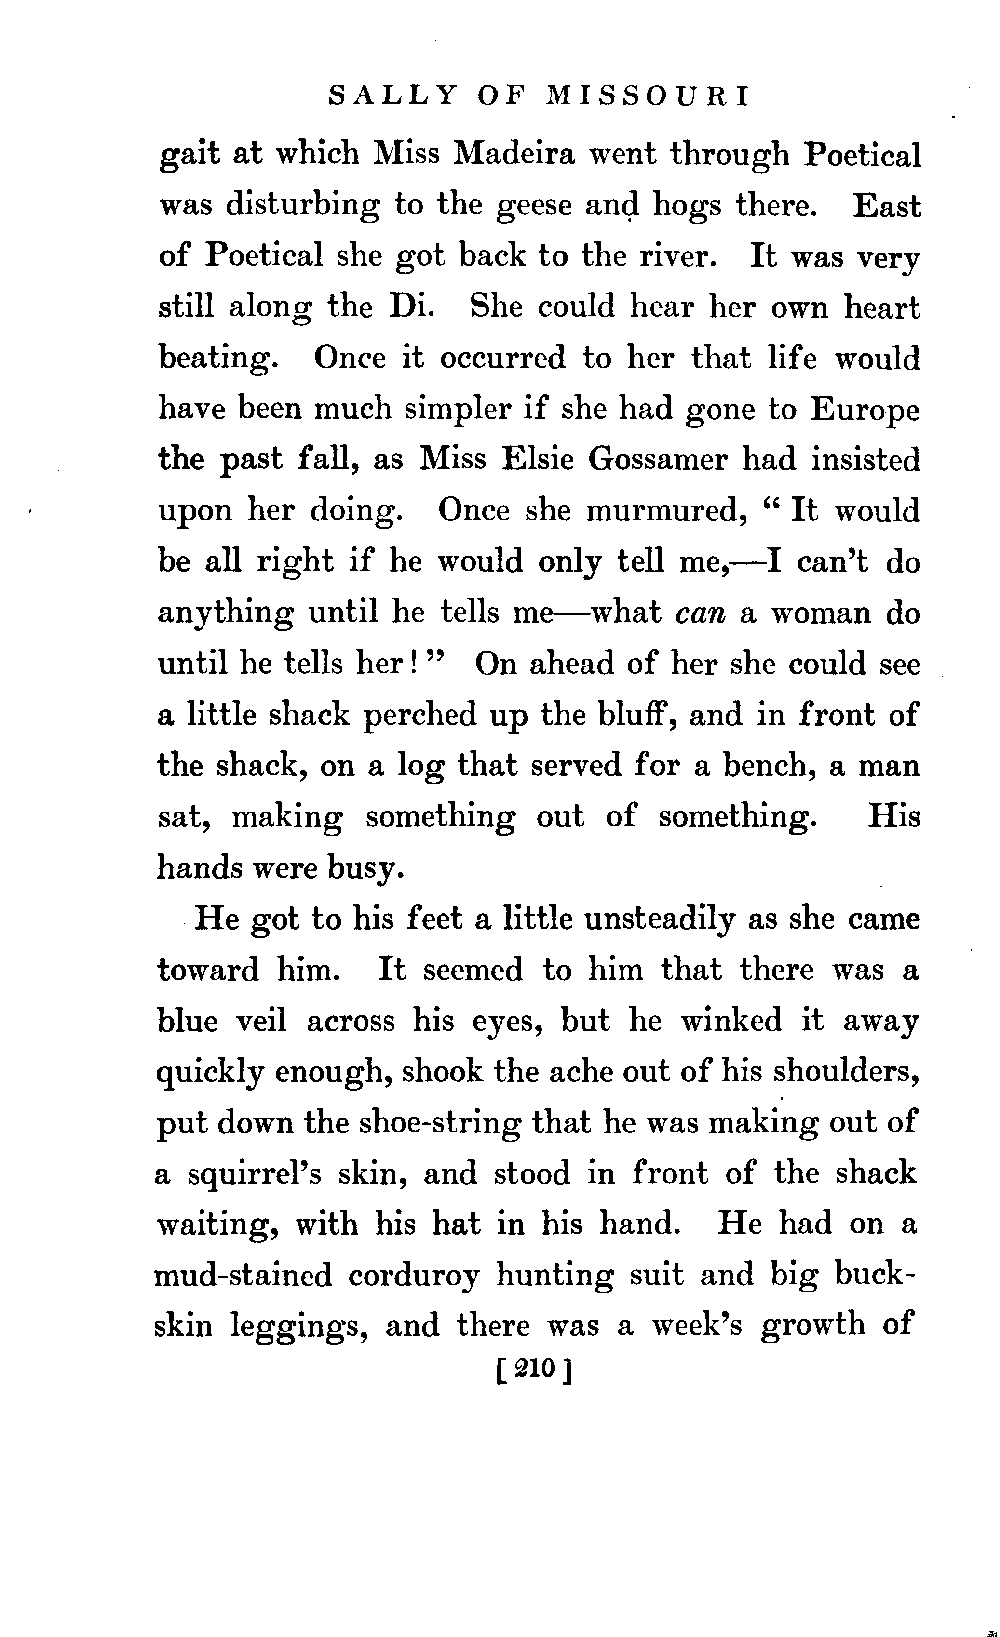 SALLY OF MISSOURI
gait at which Miss Madeira went through Poetical
was disturbing to the geese and hogs there. East
of Poetical she got back to the river. It was very
still along the Di. She could hear her own heart
beating. Once it occurred to her that life would
have been much simpler if she had gone to Europe
the past fall, as Miss Elsie Gossamer had insisted
upon her doing. Once she murmured, “ It would
be all right if he would only tell me,—I can’t do
anything until he tells me—what can a woman do
until he tells her! ” On ahead of her she could see
a little shack perched up the bluff, and in front of
the shack, on a log that served for a bench, a man
sat, making something out of something. His
hands were busy.
He got to his feet a little unsteadily as she came
toward him. It seemed to him that there was a
blue veil across his eyes, but he winked it away
quickly enough, shook the ache out of his shoulders,
put down the shoe-string that he was making out of
a squirrel’s skin, and stood in front of the shack
waiting, with his hat in his hand. He had on a
mud-stained corduroy hunting suit and big buck-
skin leggings, and there was a week’s growth of
[ 210 ]